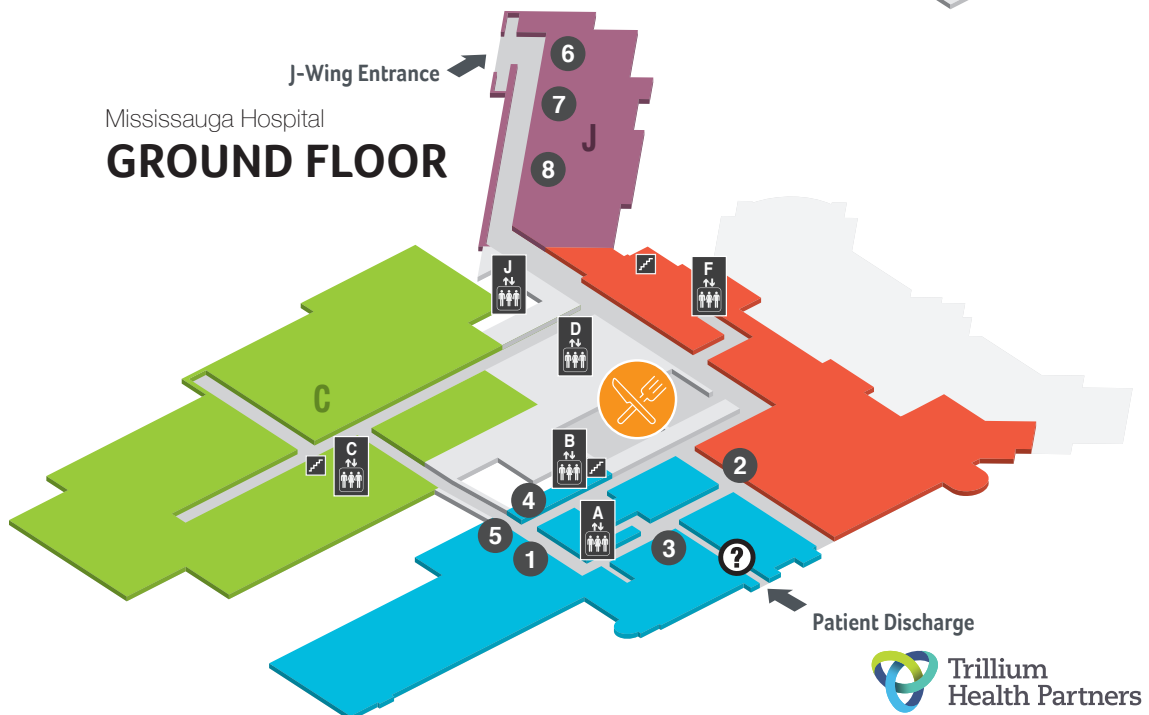 J-Wing Entrance
Mississauga Hospital
GROUND FLOOR
6
7
J
8
J
F
D
C
C
B
2
4
A
5
1
3
?
Patient Discharge
Trillium
Health Partners